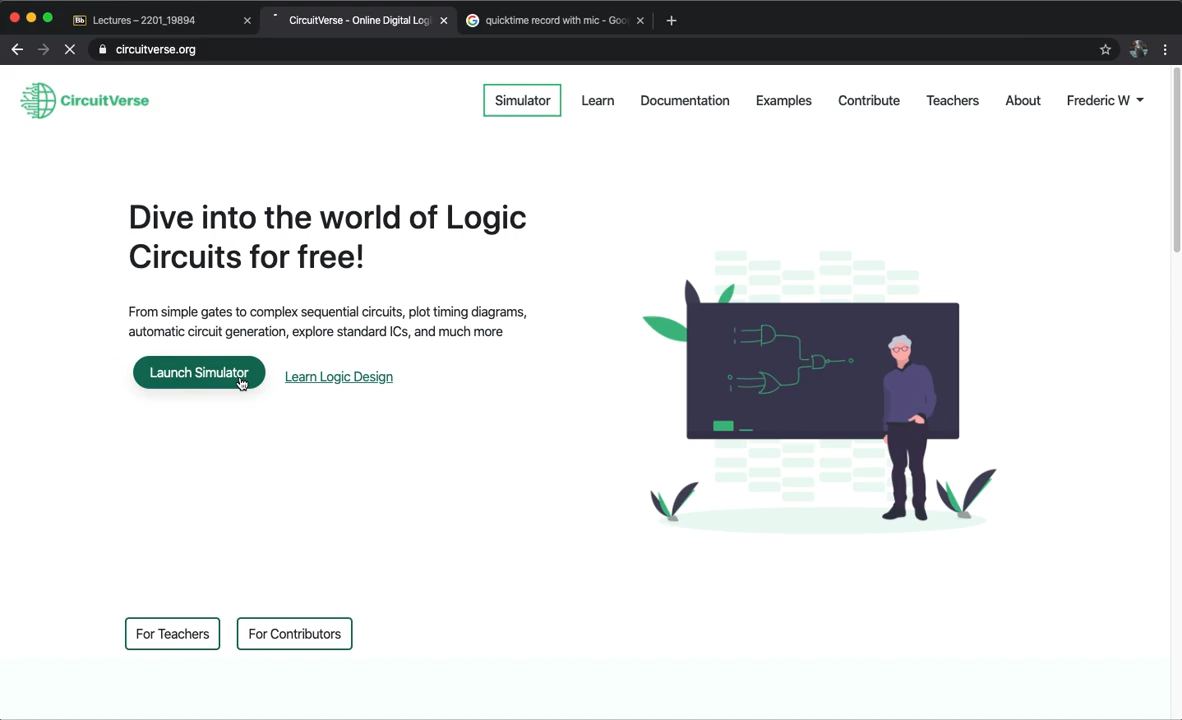 Bb Lectures – 2201_19894
CircuitVerse - Online Digital Logi
G quicktime record with mic - Goo
circuitverse.org
CircuitVerse
Simulator
Learn
Documentation
Examples
Contribute
Teachers
About
Frederic W
Dive into the world of Logic
Circuits for free!
From simple gates to complex sequential circuits, plot timing diagrams,
automatic circuit generation, explore standard ICs, and much more
Launch Simulator
Learn Logic Design
For Teachers
For Contributors